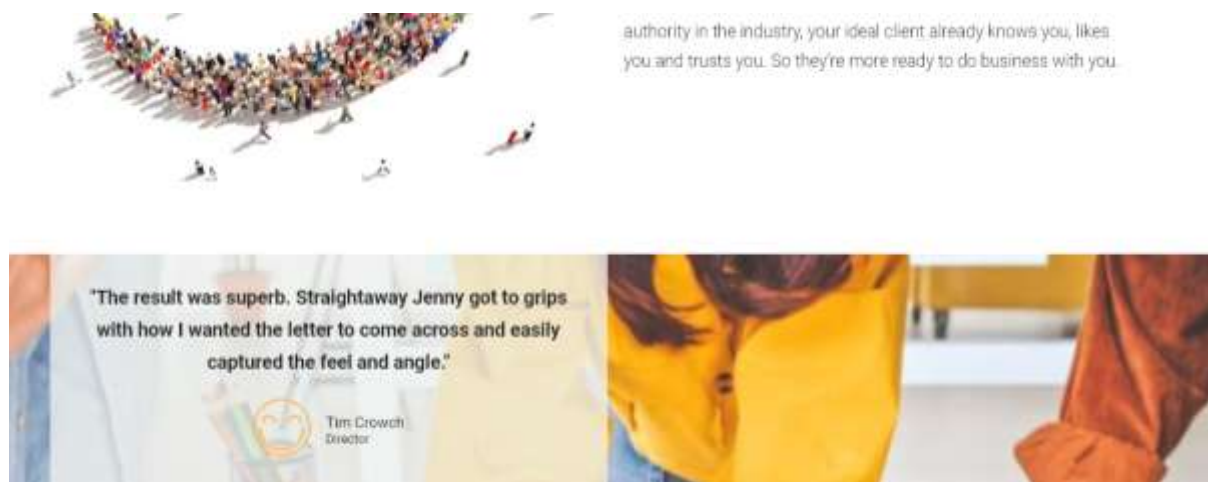 authority in the industry, your ideal client already knows you, likes
you and trusts you. So they're more ready to do business with you.
"The result was superb. Straightaway Jenny got to grips
with how I wanted the letter to come across and easily
captured the feel and angle."
Tim Crowch
Director